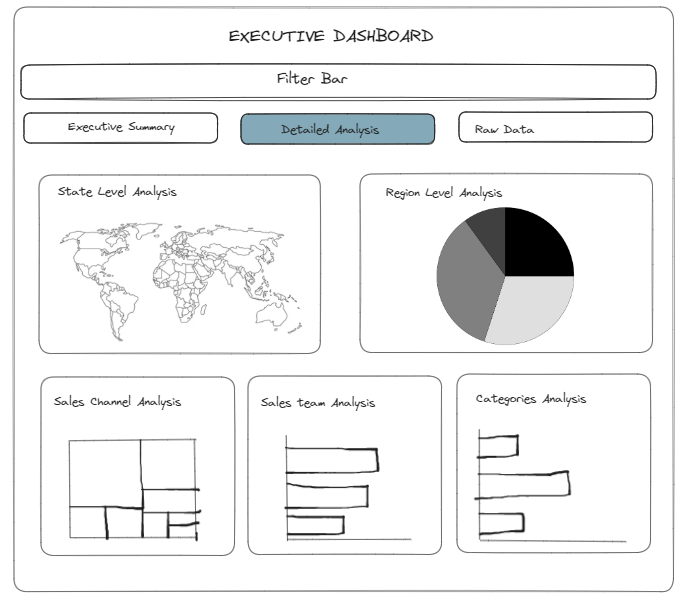 EXECUTIVE DASHBOARD
Filter Bar
Executive Summary
Detailed Analysis
Raw Data
State Level Analysis
Region Level Analysis
Sales Channel Analysis
Sales team Analysis
Categories Analysis